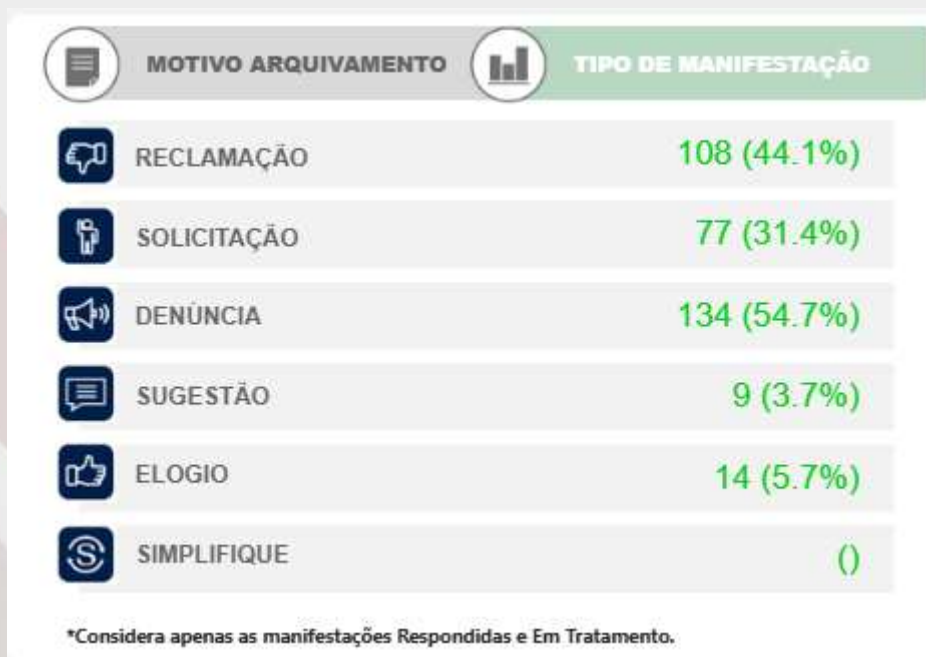 MOTIVO ARQUIVAMENTO TIPO DE MANIFESTAÇÃO
RECLAMAÇÃO 108 (44.1%)
SOLICITAÇÃO 77 (31.4%)
DENÚNCIA 134 (54.7%)
SUGESTÃO 9 (3.7%)
ELOGIO 14 (5.7%)
SIMPLIFIQUE ()
*Considera apenas as manifestações Respondidas e Em Tratamento.